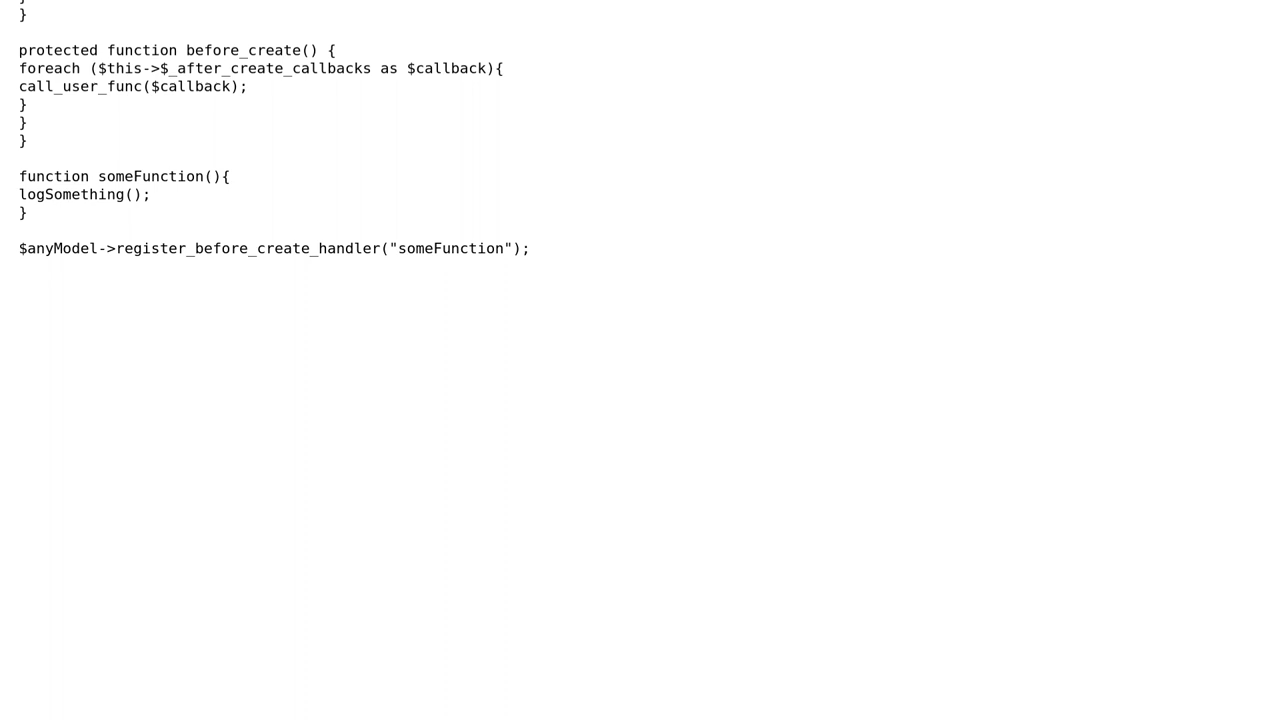 }
}

protected function before_create() {
foreach ($this->$_after_create_callbacks as $callback){
call_user_func($callback);
}
}
}

function someFunction(){
logSomething();
}

$anyModel->register_before_create_handler("someFunction");